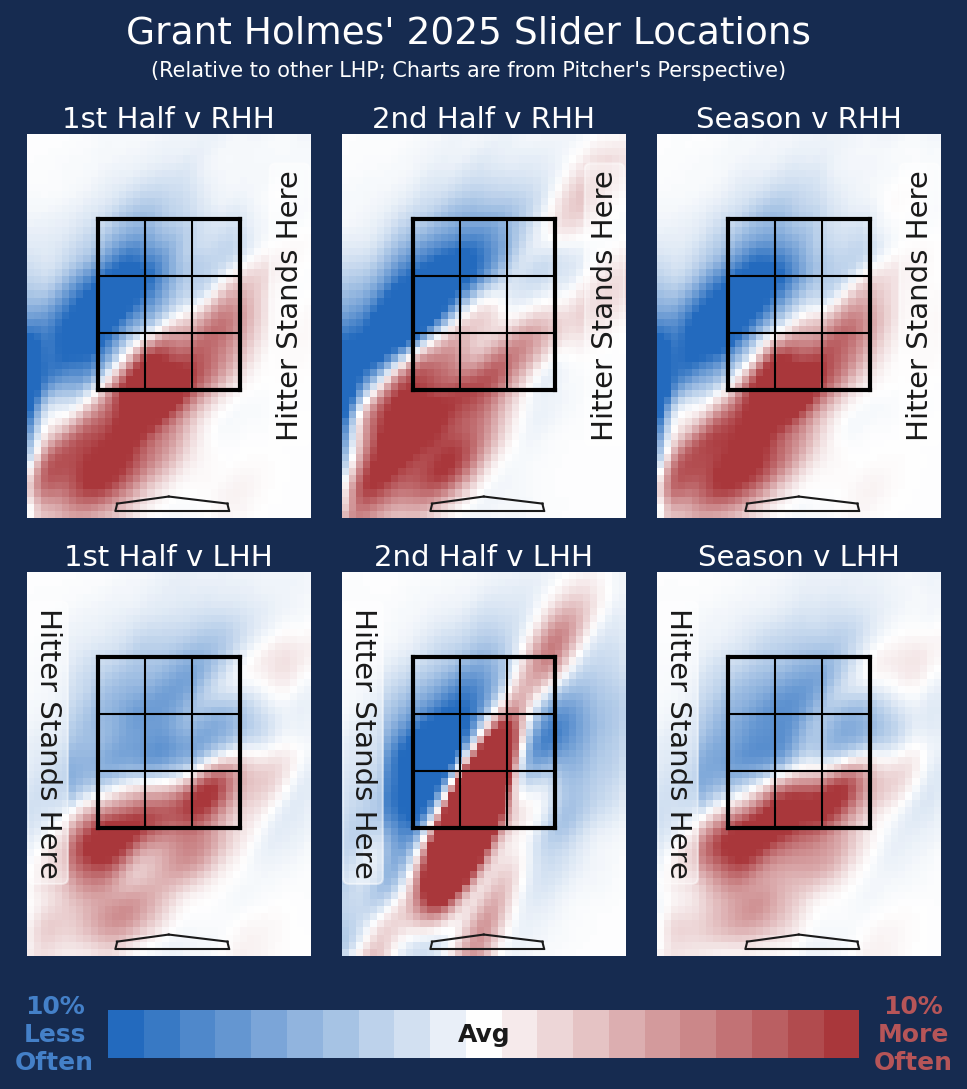 Grant Holmes' 2025 Slider Locations
(Relative to other LHP; Charts are from Pitcher's Perspective)
1st Half v RHH
2nd Half v RHH
Season v RHH
Hitter Stands Here
Hitter Stands Here
Hitter Stands Here
1st Half v LHH
2nd Half v LHH
Season v LHH
Hitter Stands Here
Hitter Stands Here
Hitter Stands Here
10%
Less
Often
Avg
10%
More
Often